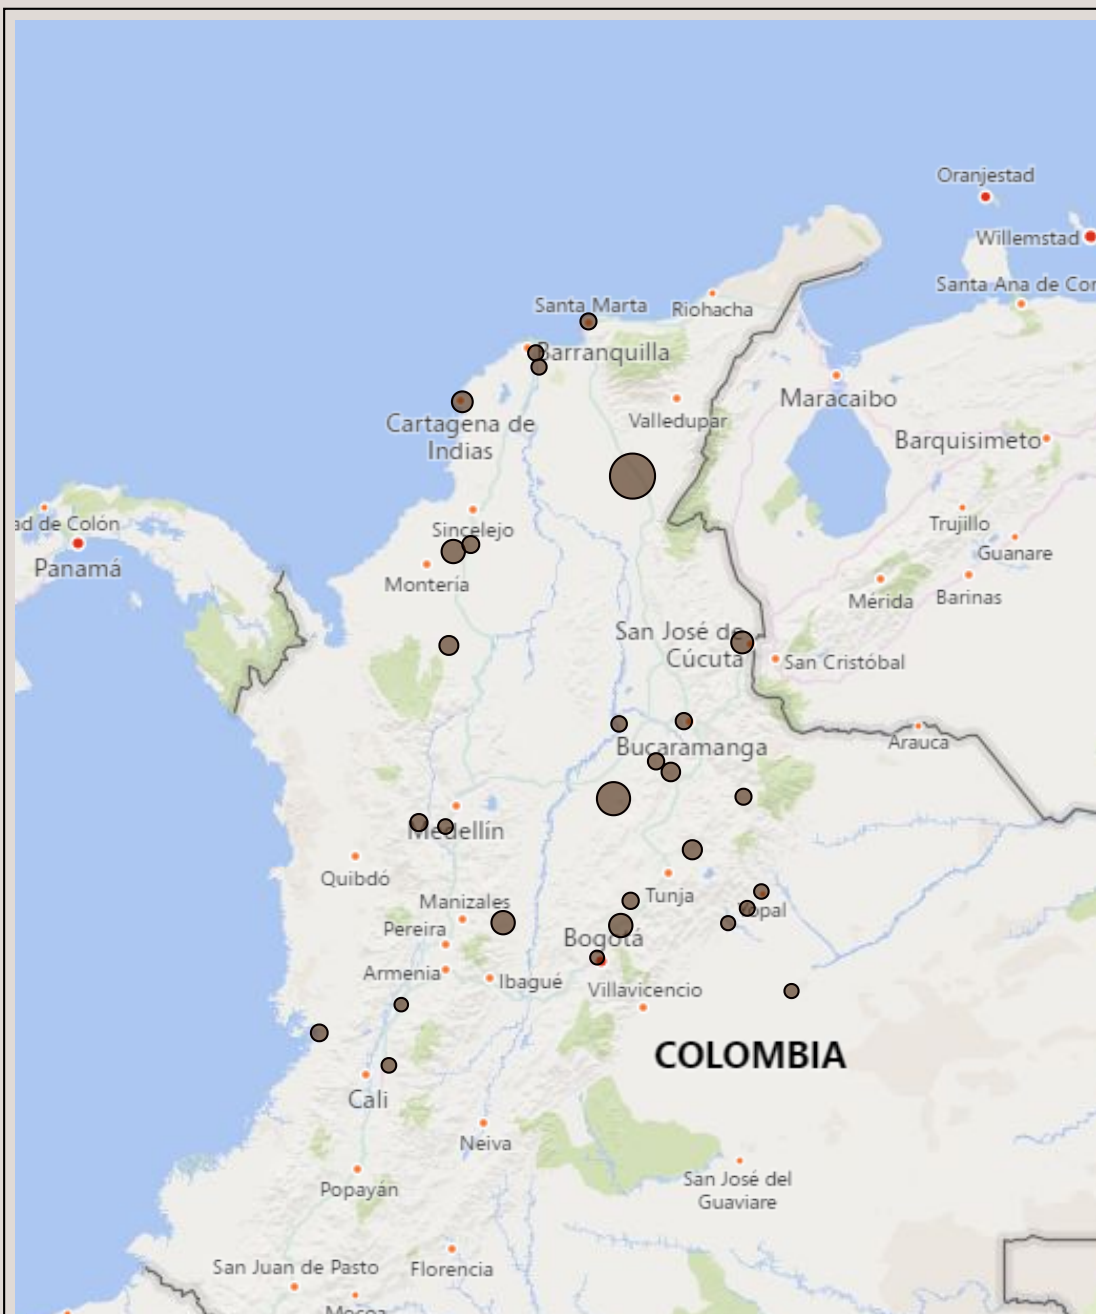 Oranjestad
Willemstad
Santa Ana de Cor
Santa Marta
Riohacha
Barranquilla
Maracaibo
Valledupar
Cartagena de
Indias
Barquisimeto
ad de Colón
Sincelejo
Trujillo
Panamá
Guanare
Montería
Mérida
Barinas
San José de
Cúcuta
San Cristóbal
Arauca
Bucaramanga
Medellín
Quibdó
Tunja
Manizales
Yopal
Pereira
Bogotá
Armenia
Ibagué
Villavicencio
COLOMBIA
Cali
Neiva
San José del
Guaviare
Popayán
San Juan de Pasto
Florencia
Mocoa